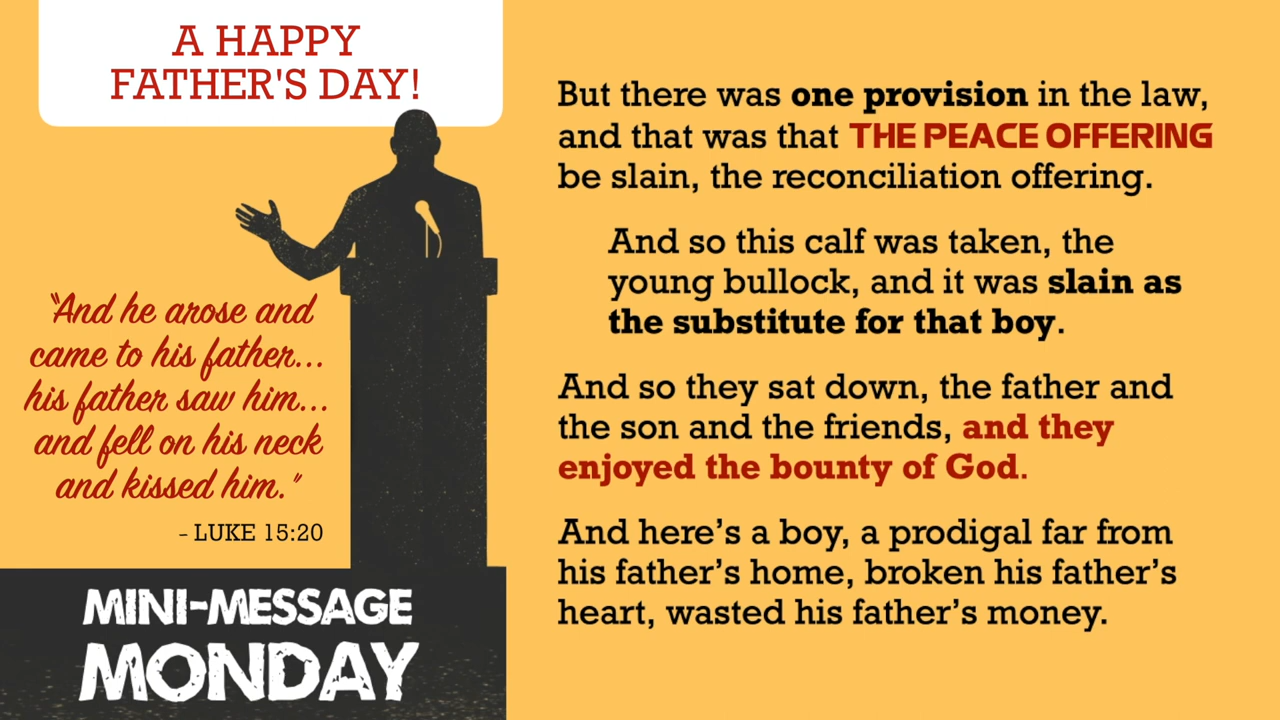 A HAPPY
FATHER'S DAY!
"And he arose and
came to his father...
his father saw him...
and fell on his neck
and kissed him."
- LUKE 15:20
MINI-MESSAGE
MONDAY
But there was one provision in the law,
and that was that THE PEACE OFFERING
be slain, the reconciliation offering.
And so this calf was taken, the
young bullock, and it was slain as
the substitute for that boy.
And so they sat down, the father and
the son and the friends, and they
enjoyed the bounty of God.
And here's a boy, a prodigal far from
his father's home, broken his father's
heart, wasted his father's money.